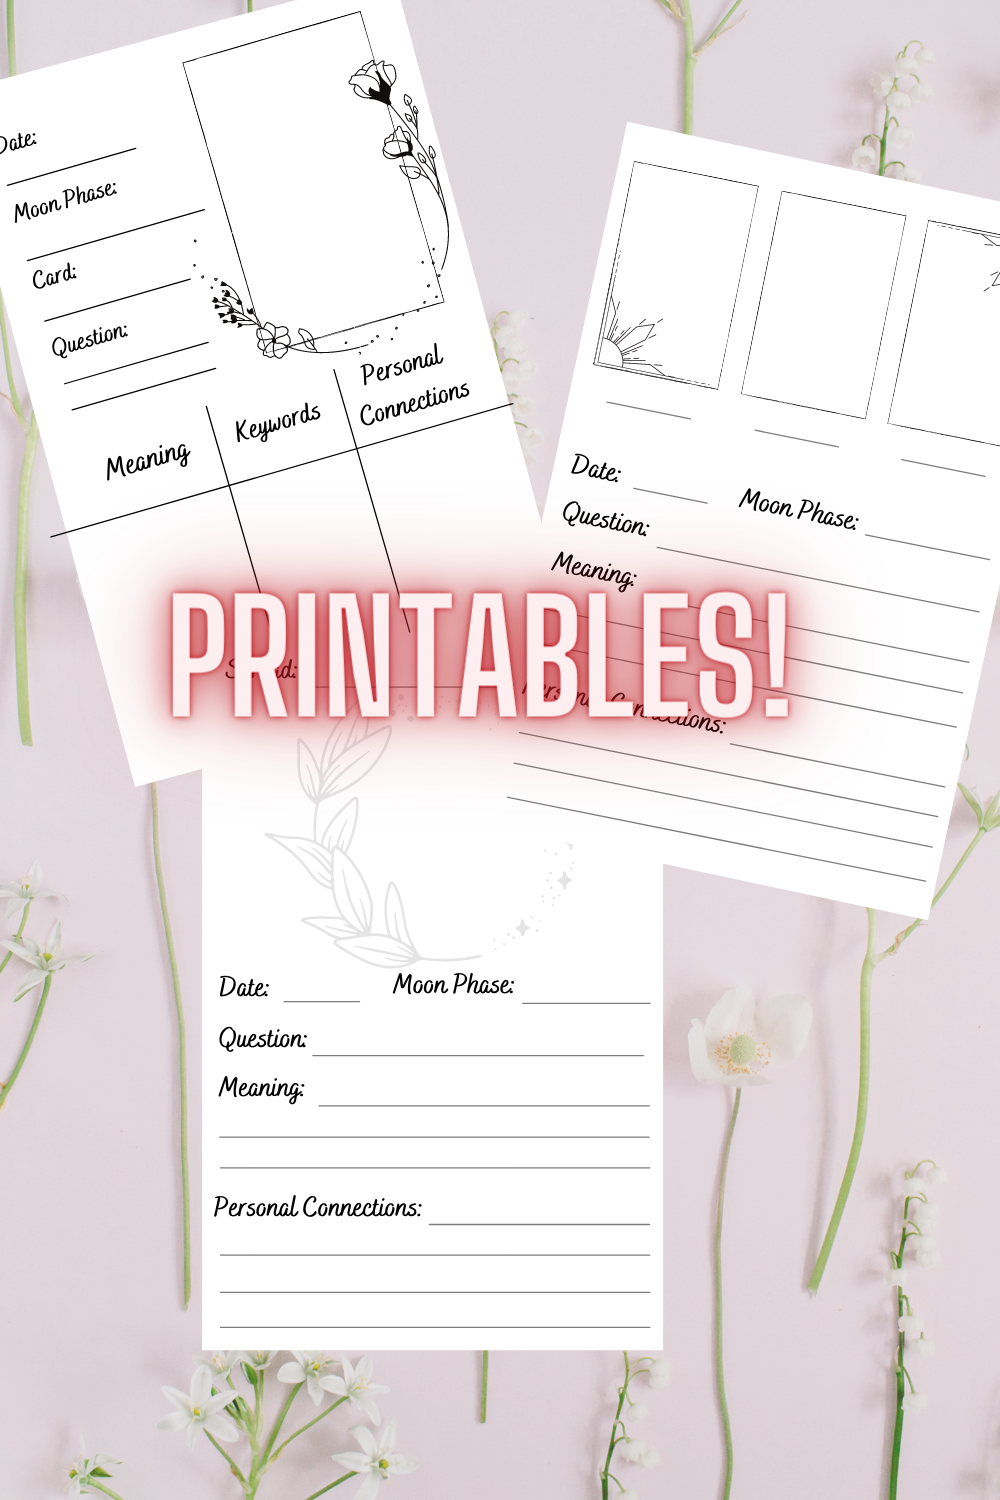 Date:
Moon Phase:
Card:
Question:
Meaning
Keywords
Personal
Connections
Date:
Moon Phase:
Question:
Meaning:
Connections:
PRINTABLES!
Date:
Moon Phase:
Question:
Meaning:
Personal Connections: